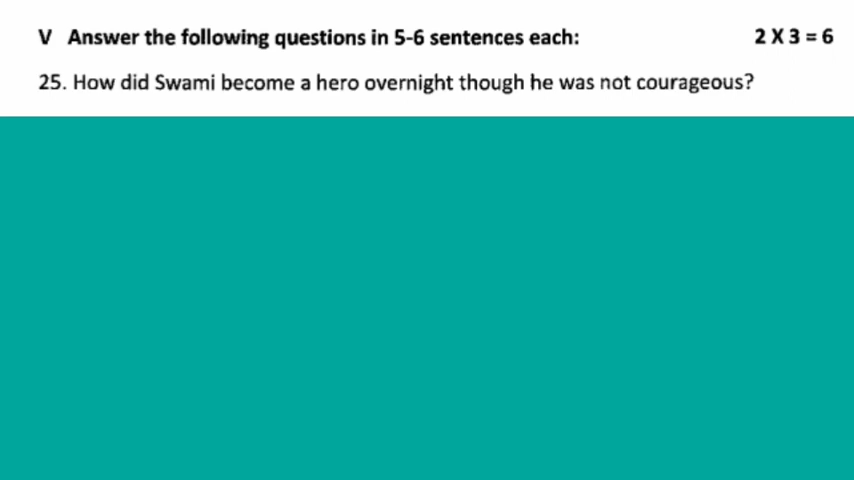 V Answer the following questions in 5-6 sentences each: 2 X 3 = 6
25. How did Swami become a hero overnight though he was not courageous?